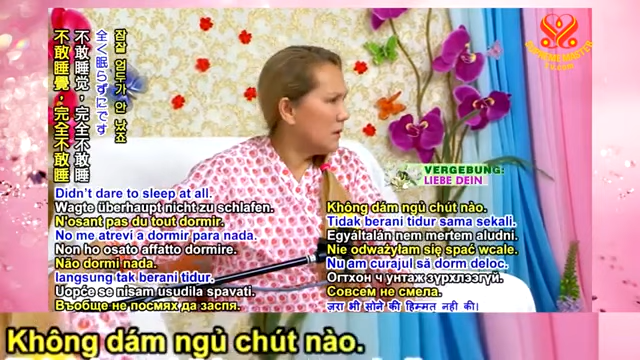 잠잘 엄두가 안 났죠
全く眠らずにです
不敢睡觉，完全不敢睡
不敢睡覺，完全不敢睡
SUPREME MASTER
VERGEBUNG:
LIEBE DEIN
Didn't dare to sleep at all.
Wagte überhaupt nicht zu schlafen.
N'osant pas du tout dormir.
No me atreví a dormir para nada.
Non ho osato affatto dormire.
Não dormi nada.
langsung tak berani tidur.
Uopće se nisam usudila spavati.
Въобще не посмях да заспя.
Không dám ngủ chút nào.
Tidak berani tidur sama sekali.
Egyáltalán nem mertem aludni.
Nie odważyłam się spać wcale.
Nu am curajul să dorm deloc.
Огтхон ч унтаж зүрхлээгүй.
Совсем не смела.
ज़रा भी सोने की हिम्मत नहीं की।
Không dám ngủ chút nào.